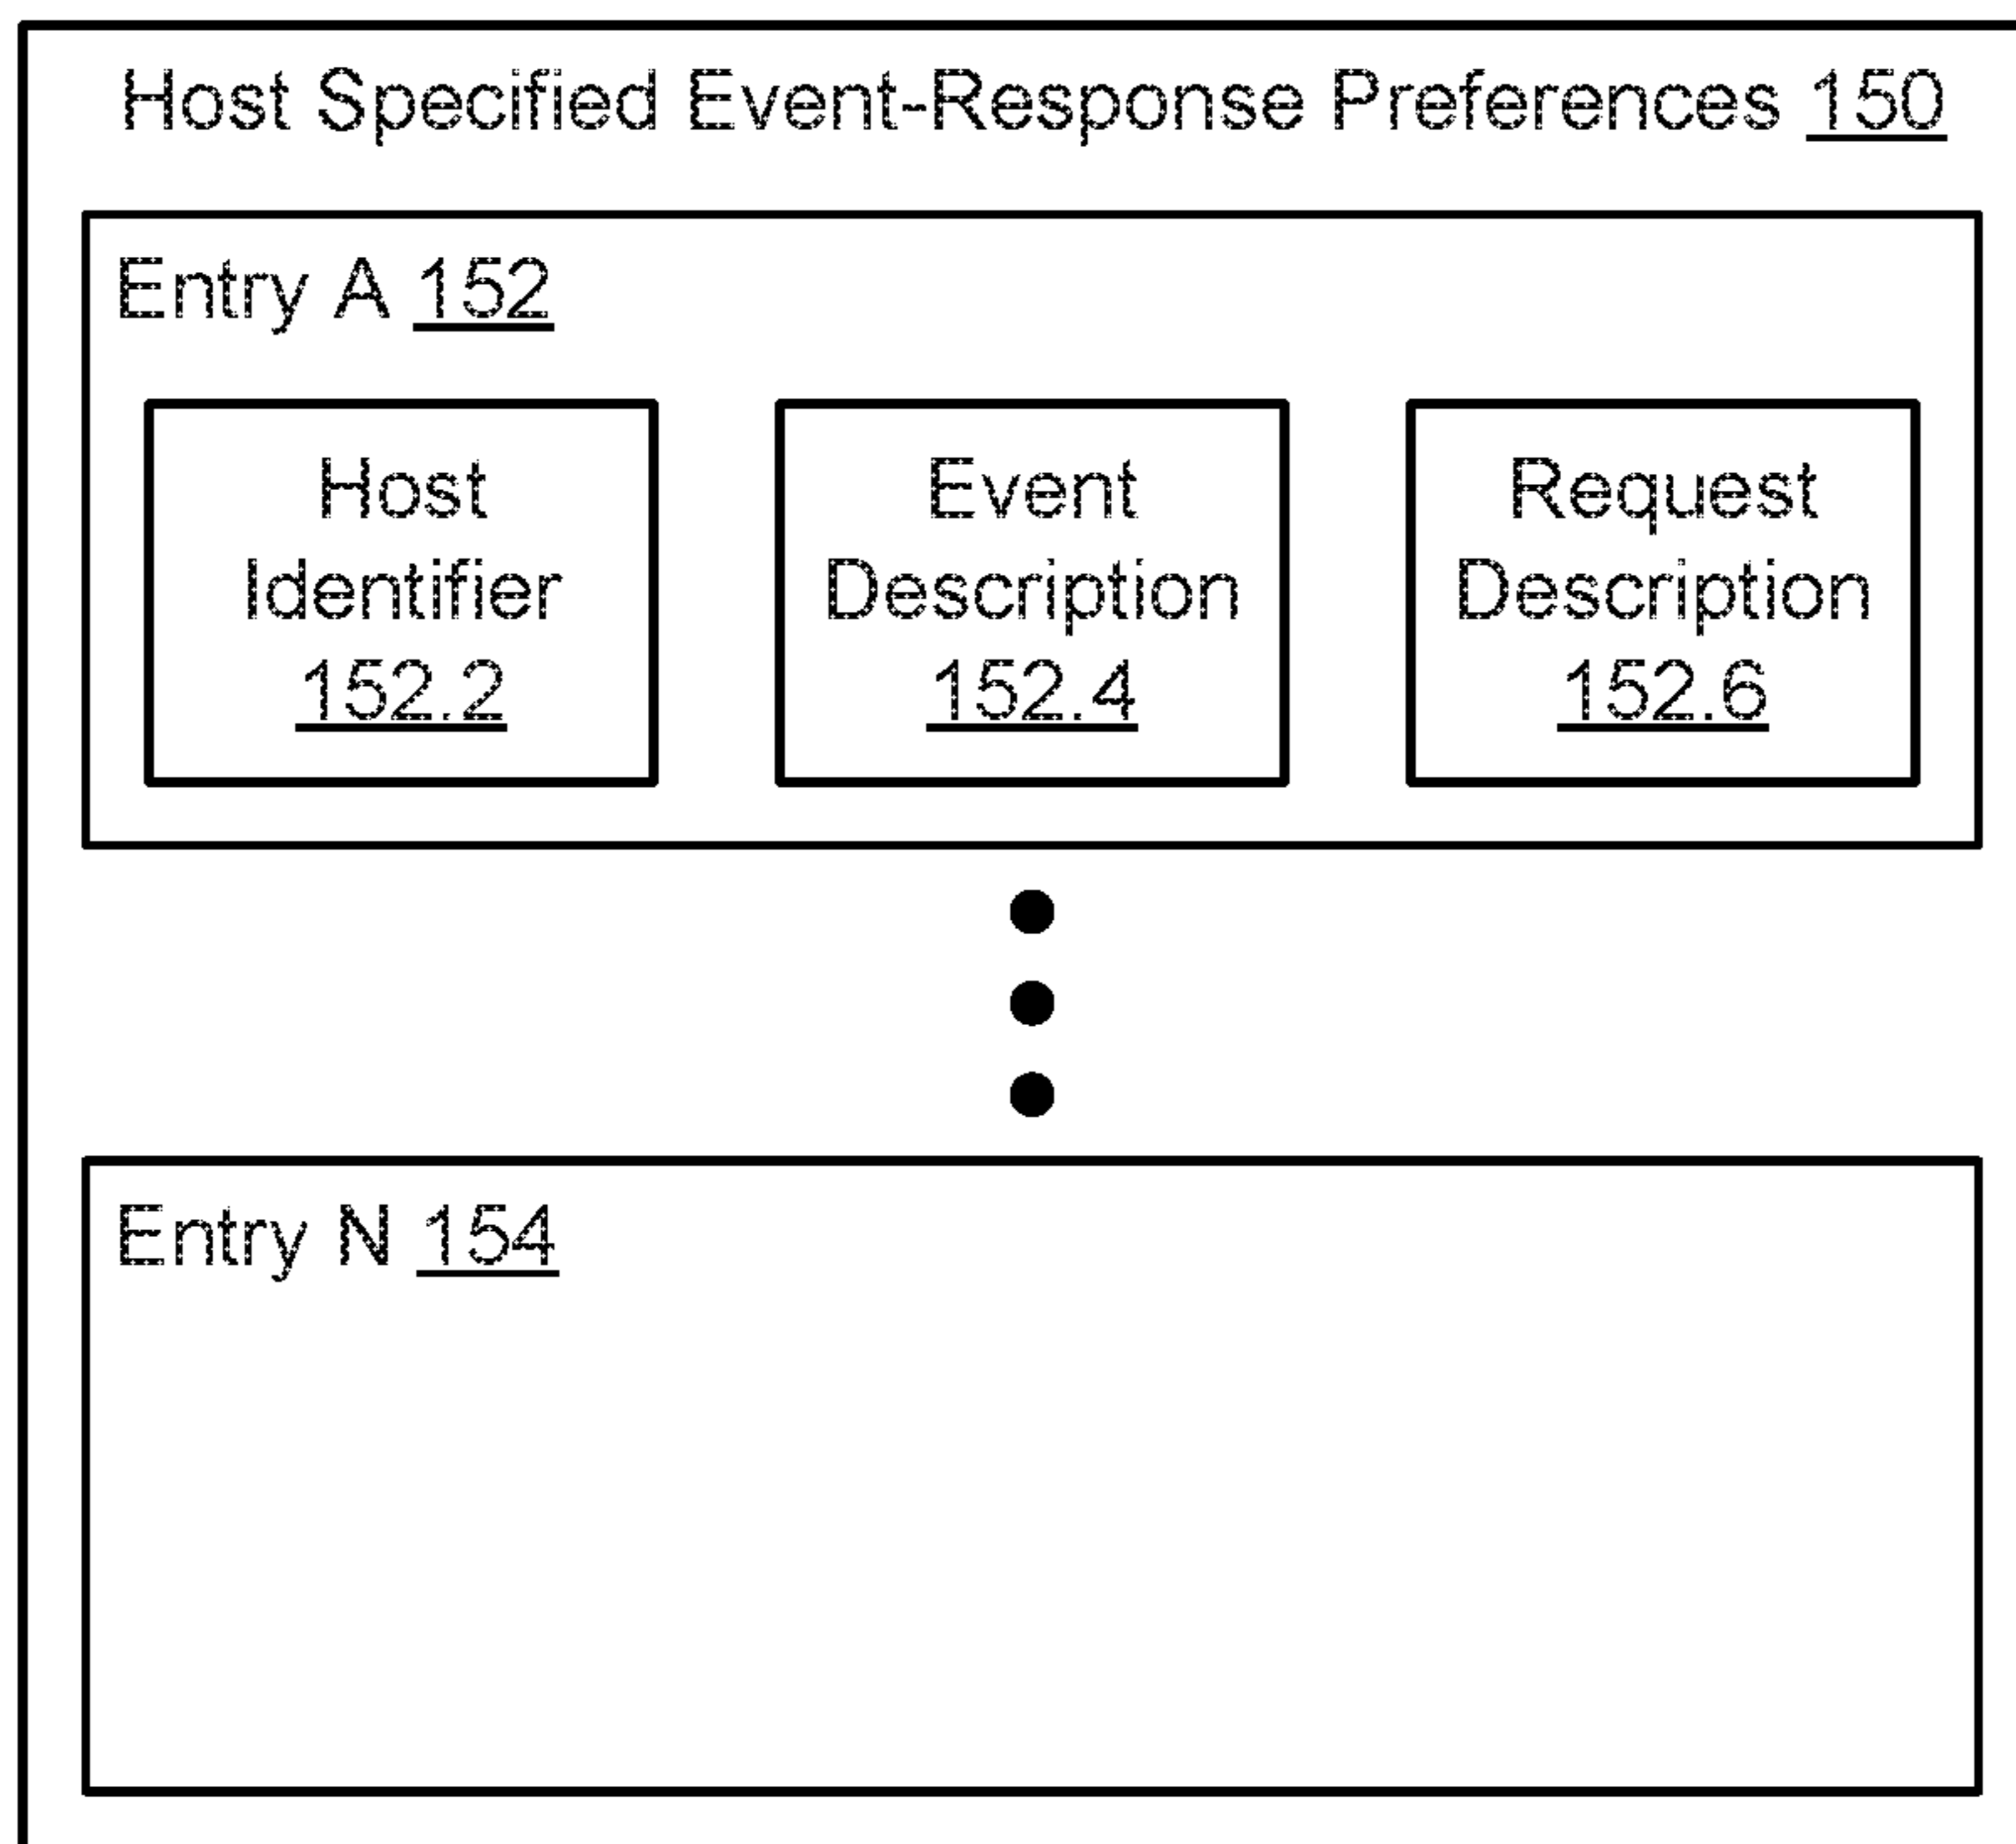 Host Specified Event-Response Preferences 150
Entry A 152
Host
Identifier
152.2
Event
Description
152.4
Request
Description
152.6
Entry N 154